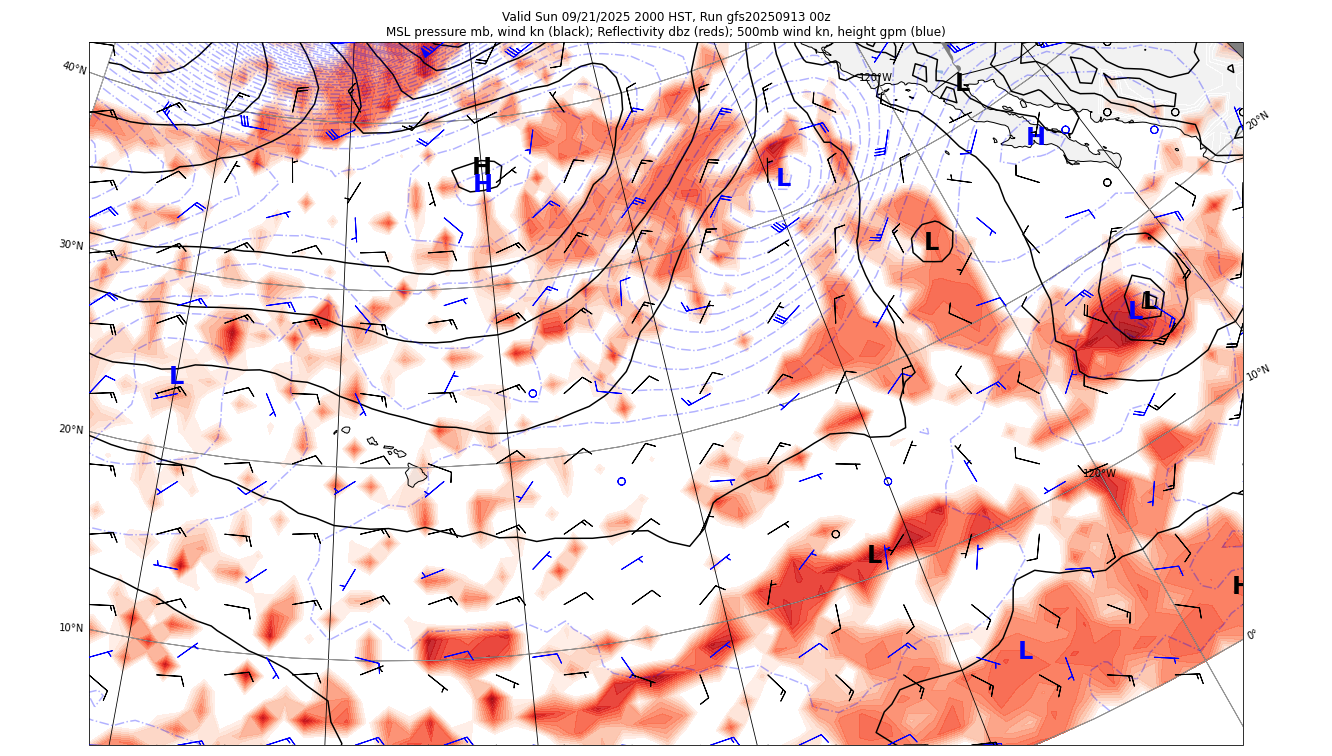 Valid Sun 09/21/2025 2000 HST, Run gfs20250913 00z
MSL pressure mb, wind kn (black); Reflectivity dbz (reds); 500mb wind kn, height gpm (blue)
40°N
120°W
L
20°N
H
H
H
L
30°N
L
L
L
L
10°N
20°N
120°W
L
H
10°N
0°
L